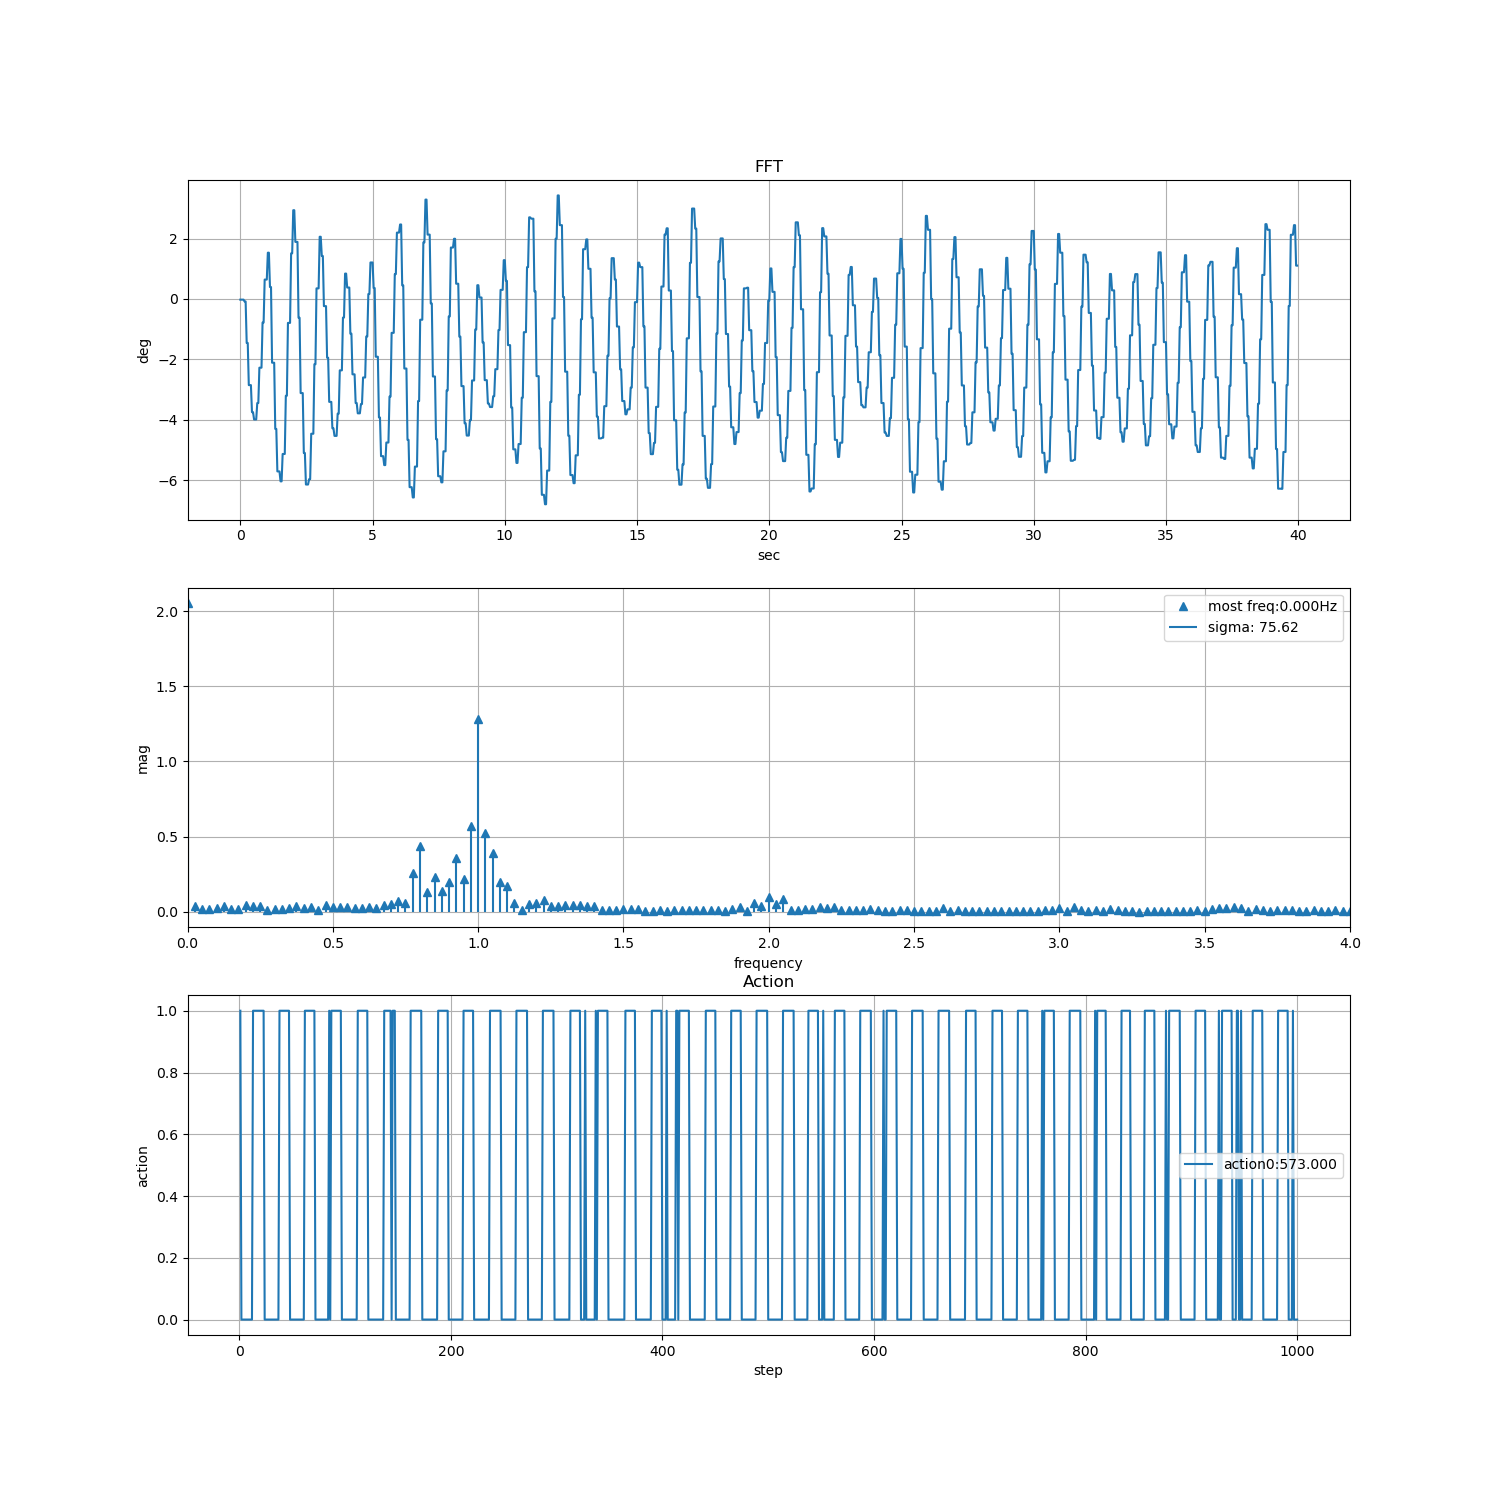 FFT
2
0
−2
−4
−6
deg
0 5 10 15 20 25 30 35 40
sec
2.0
1.5
1.0
0.5
0.0
mag
most freq:0.000Hz
sigma: 75.62
0.0 0.5 1.0 1.5 2.0 2.5 3.0 3.5 4.0
frequency
Action
1.0
0.8
0.6
0.4
0.2
0.0
action
action0:573.000
0 200 400 600 800 1000
step